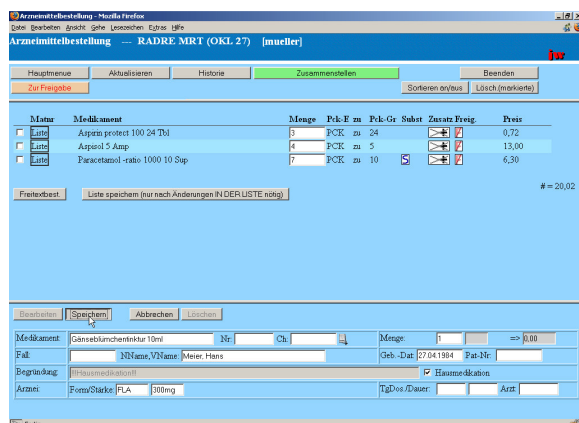 Arzneimittelbestellung - Mozilla Firefox
Datei Bearbeiten Ansicht Gehe Lesezeichen Extras Hilfe
Arzneimittelbestellung --- RADRE MRT (OKL 27) [mueller]
Hauptmenue Aktualisieren Historie Zusammenstellen Beenden
Zur Freigabe Sortieren an/aus Lösch.(markierte)
Matnr Medikament Menge Pck-E zu Pck-Gr Subst Zusatz Freig. Preis
Liste Aspirin protect 100 24 Tbl 3 PCK zu 24 0,72
Liste Aspisol 5 Amp 4 PCK zu 5 13,00
Liste Paracetamol -ratio 1000 10 Sup 7 PCK zu 10 S 6,30
# = 20,02
Freitextbest. Liste speichern (nur nach Änderungen IN DER LISTE nötig)
Bearbeiten Speichern Abbrechen Löschen
Medikament: Gänseblümchentinktur 10ml Nr: Ch: Menge: 1 => 0,00
Fall: NName,VName: Meier, Hans Geb.-Dat: 27.04.1984 Pat-Nr:
Begründung: !!!Hausmedikation!!! Hausmedikation
Arznei: Form/Stärke: FLA 300mg TgDos./Dauer: Arzt: